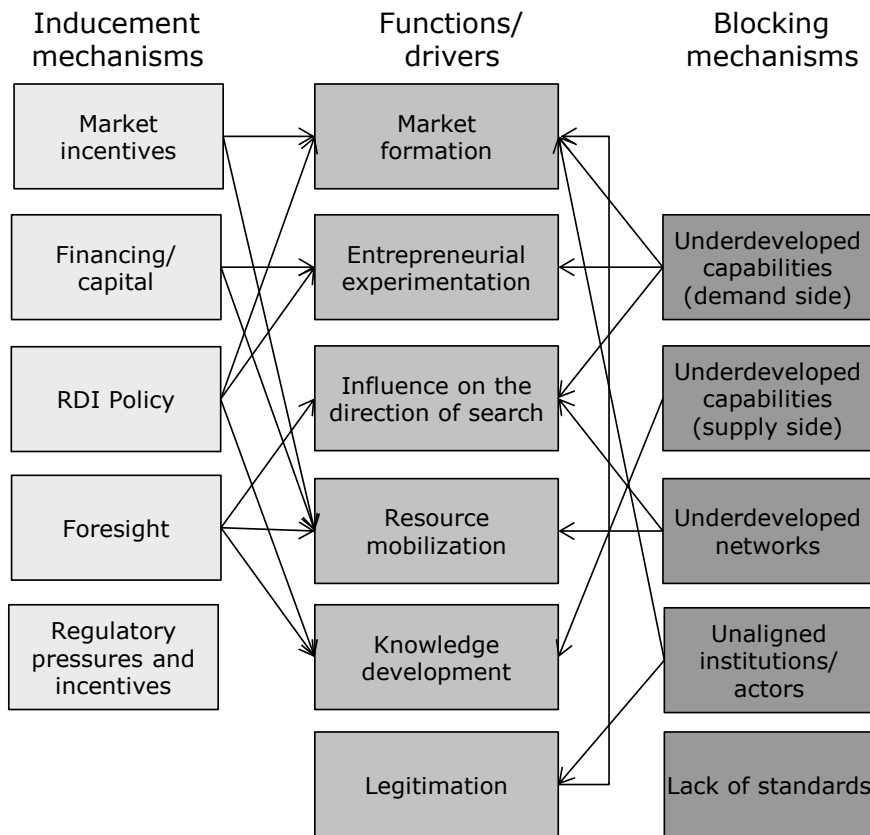 Inducement
mechanisms
Functions/
drivers
Blocking
mechanisms
Market
incentives
Market
formation
Financing/
capital
Entrepreneurial
experimentation
Underdeveloped
capabilities
(demand side)
RDI Policy
Influence on the
direction of search
Underdeveloped
capabilities
(supply side)
Foresight
Resource
mobilization
Underdeveloped
networks
Regulatory
pressures and
incentives
Knowledge
development
Unaligned
institutions/
actors
Legitimation
Lack of standards